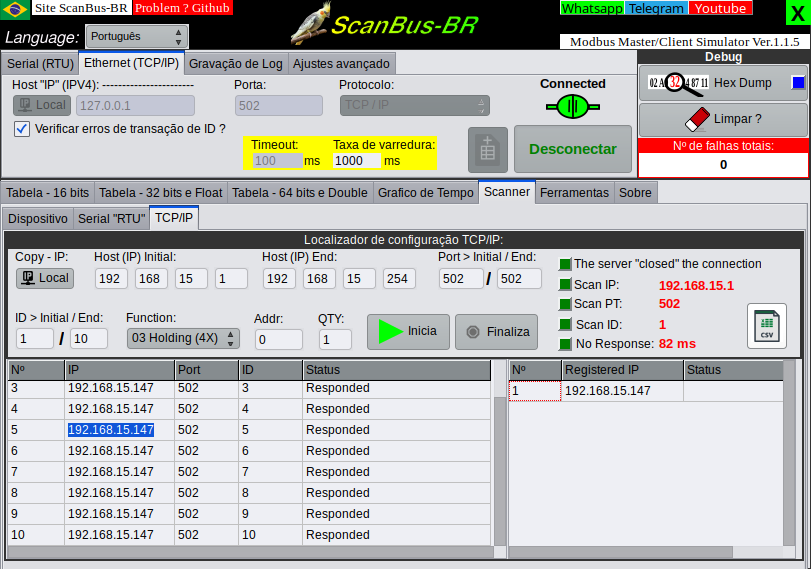 Site ScanBus-BR Problem ? Github
Whatsapp Telegram Youtube
X
Language: Português
ScanBus-BR
Modbus Master/Client Simulator Ver.1.1.5
Serial (RTU) Ethernet (TCP/IP) Gravação de Log Ajustes avançado
Debug
Host "IP" (IPV4): ------------------------ Porta: Protocolo:
Connected
Local 127.0.0.1 502 TCP / IP
Hex Dump
Verificar erros de transação de ID ?
Limpar ?
Timeout: Taxa de varredura:
100 ms 1000 ms
Desconectar
Nº de falhas totais:
0
Tabela - 16 bits Tabela - 32 bits e Float Tabela - 64 bits e Double Grafico de Tempo Scanner Ferramentas Sobre
Dispositivo Serial "RTU" TCP/IP
Localizador de configuração TCP/IP:
Copy - IP: Host (IP) Initial: Host (IP) End: Port > Initial / End:
Local 192 168 15 1 192 168 15 254 502 / 502
The server "closed" the connection
Scan IP: 192.168.15.1
Scan PT: 502
Scan ID: 1
No Response: 82 ms
CSV
ID > Initial / End: Function: Addr: QTY:
1 / 10 03 Holding (4X) 0 1 Inicia Finaliza
Nº IP Port ID Status
3 192.168.15.147 502 3 Responded
4 192.168.15.147 502 4 Responded
5 192.168.15.147 502 5 Responded
6 192.168.15.147 502 6 Responded
7 192.168.15.147 502 7 Responded
8 192.168.15.147 502 8 Responded
9 192.168.15.147 502 9 Responded
10 192.168.15.147 502 10 Responded
Nº Registered IP Status
1 192.168.15.147